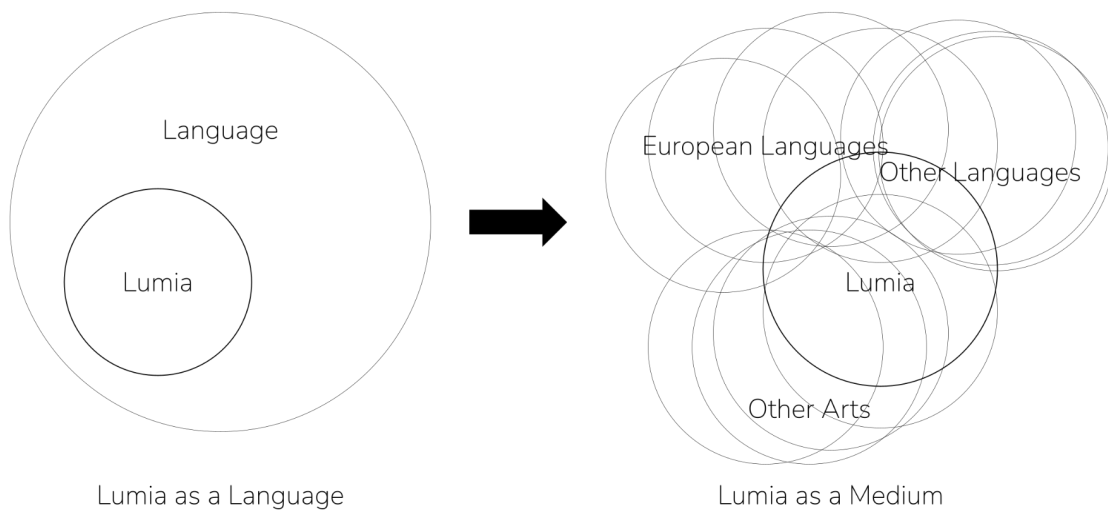 Language
Lumia
Lumia as a Language
European Languages
Other Languages
Lumia
Other Arts
Lumia as a Medium